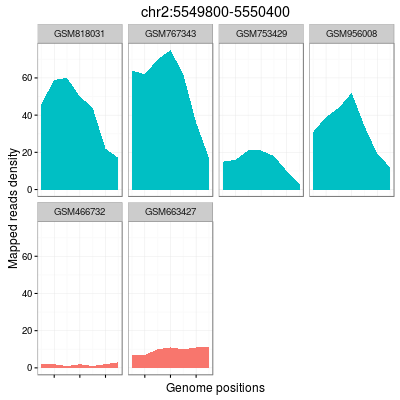 chr2:5549800-5550400
GSM818031 GSM767343 GSM753429 GSM956008
60
40
20
0
GSM466732 GSM663427
60
40
20
0
Mapped reads density
Genome positions